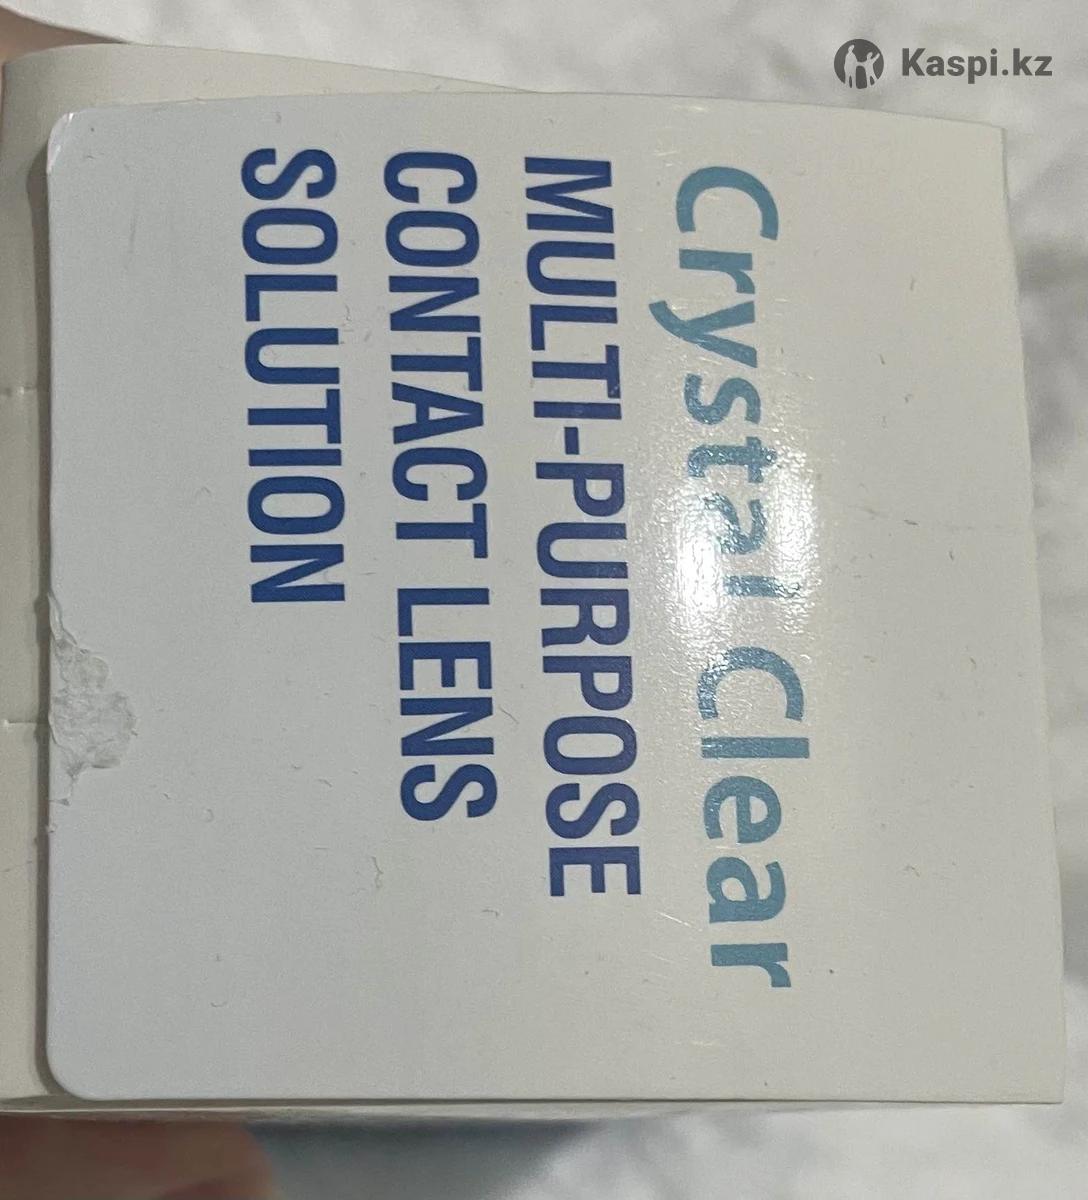 Kaspi.kz
Crystal Clear
MULTI-PURPOSE
CONTACT LENS
SOLUTION